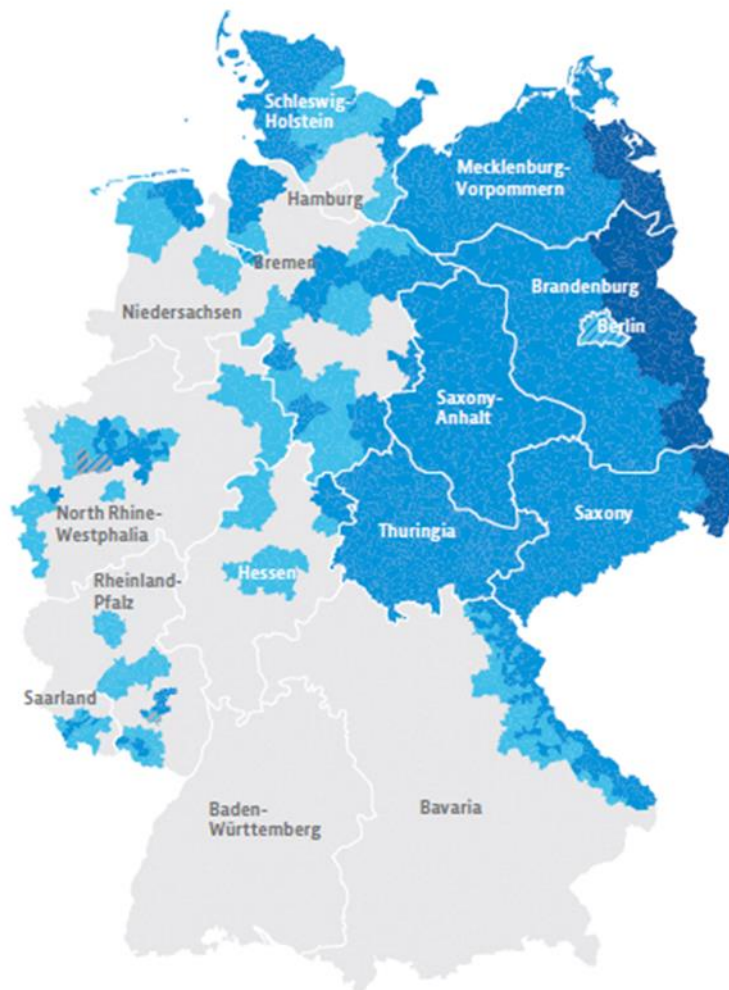 Schleswig-
Holstein
Mecklenburg-
Vorpommern
Hamburg
Bremen
Niedersachsen
Brandenburg
Berlin
Saxony-
Anhalt
North Rhine-
Westphalia
Thuringia
Saxony
Hessen
Rheinland-
Pfalz
Saarland
Baden-
Württemberg
Bavaria